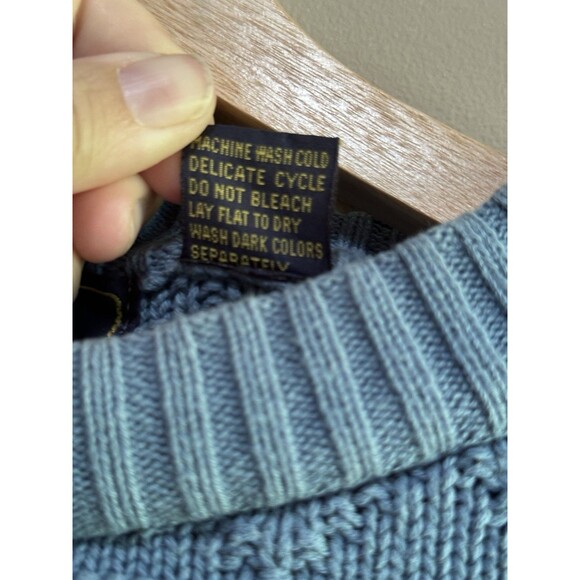 MACHINE WASH COLD
DELICATE CYCLE
DO NOT BLEACH
LAY FLAT TO DRY
WASH DARK COLORS
SEPARATELY